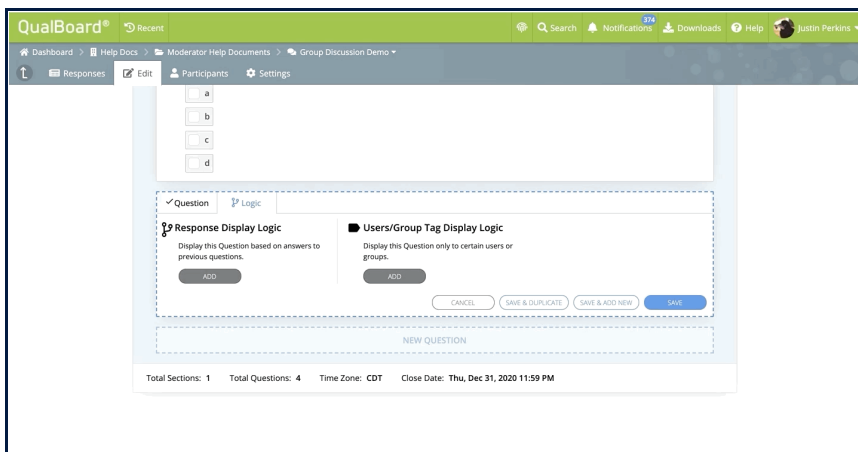 QualBoard® Recent Search Notifications 374 Downloads Help Justin Perkins
Dashboard > Help Docs > Moderator Help Documents > Group Discussion Demo
Responses Edit Participants Settings
a
b
c
d
Question Logic
Response Display Logic
Display this Question based on answers to
previous questions.
ADD
Users/Group Tag Display Logic
Display this Question only to certain users or
groups.
ADD
CANCEL SAVE & DUPLICATE SAVE & ADD NEW SAVE
NEW QUESTION
Total Sections: 1 Total Questions: 4 Time Zone: CDT Close Date: Thu, Dec 31, 2020 11:59 PM